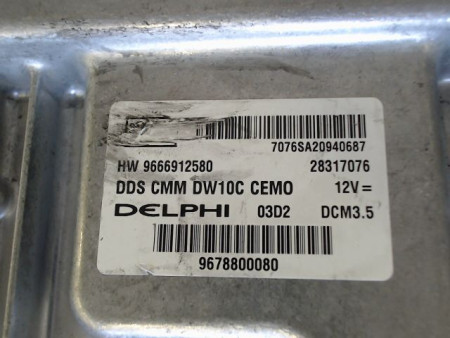 7076SA20940687
HW 9666912580 28317076
DDS CMM DW10C CEMO 12V =
DELPHI 03D2 DCM3.5
9678800080